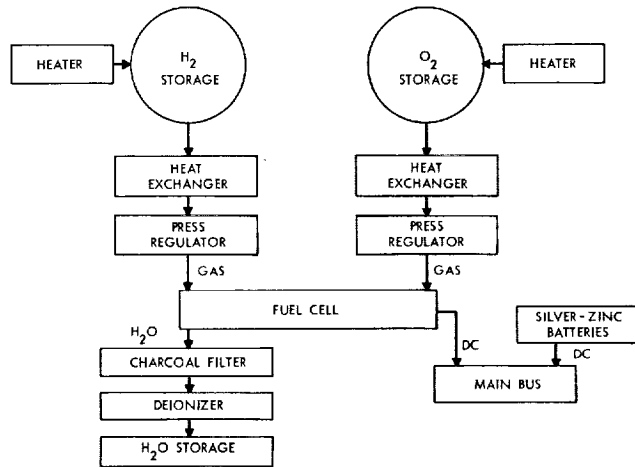 HEATER
H2
STORAGE
O2
STORAGE
HEATER
HEAT
EXCHANGER
HEAT
EXCHANGER
PRESS
REGULATOR
PRESS
REGULATOR
GAS
GAS
FUEL CELL
SILVER-ZINC
BATTERIES
H2O
DC
DC
CHARCOAL FILTER
MAIN BUS
DEIONIZER
H2O STORAGE